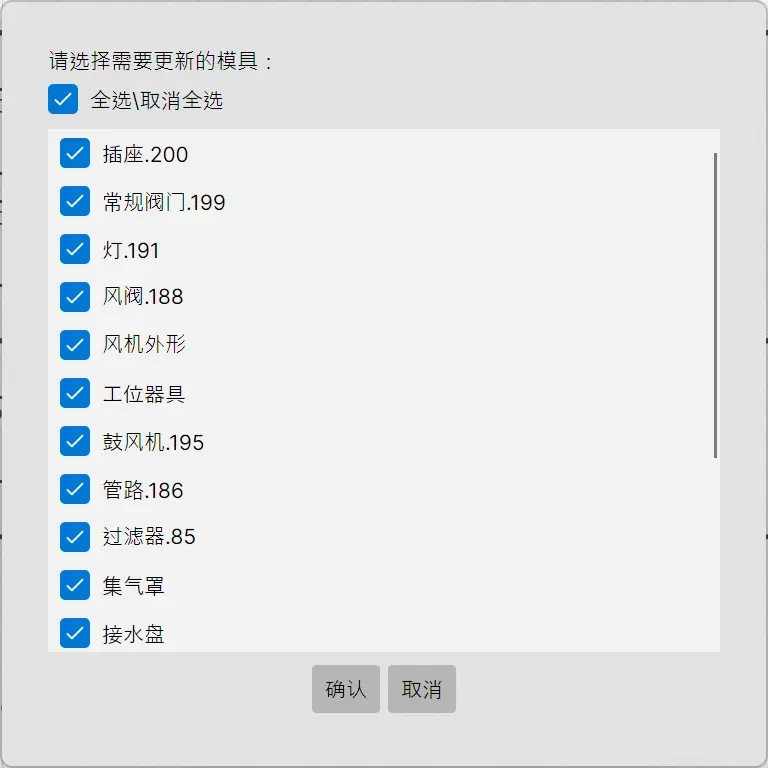 请选择需要更新的模具：
全选\取消全选
插座.200
常规阀门.199
灯.191
风阀.188
风机外形
工位器具
鼓风机.195
管路.186
过滤器.85
集气罩
接水盘
确认 取消